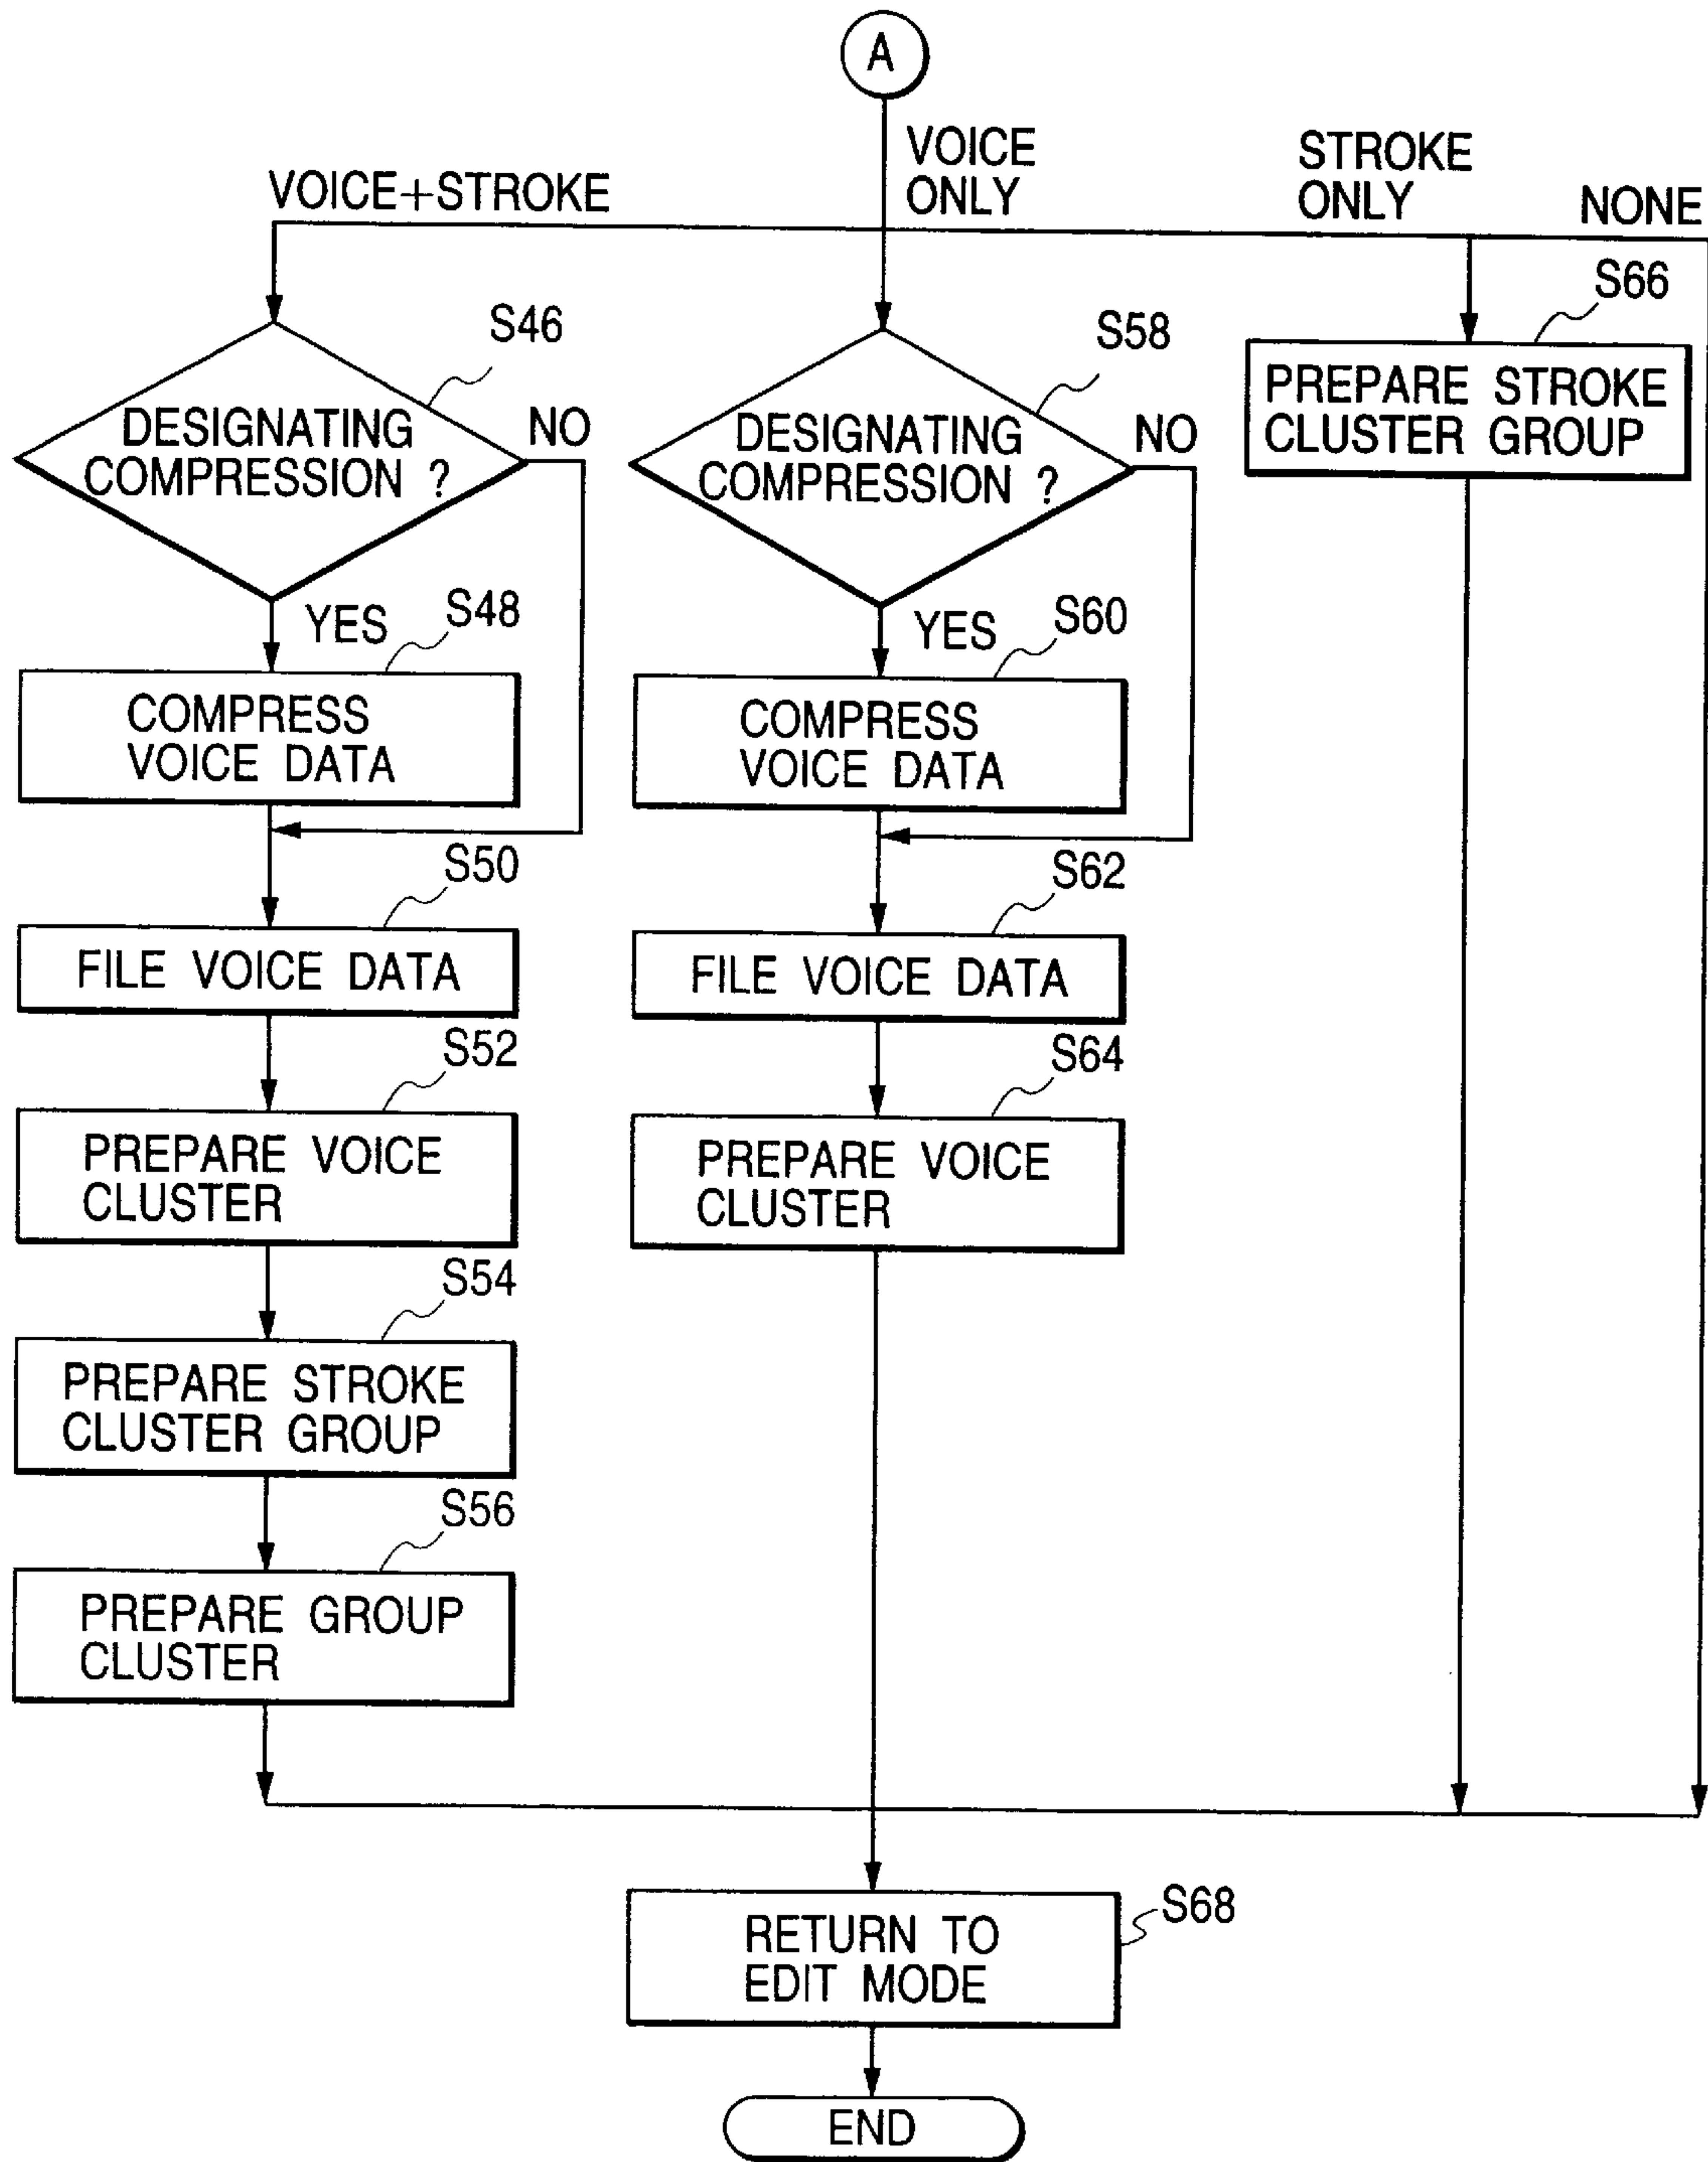 A
VOICE
ONLY
STROKE
ONLY
VOICE+STROKE
NONE
S46
S58
S66
DESIGNATING
COMPRESSION ?
NO
DESIGNATING
COMPRESSION ?
NO
PREPARE STROKE
CLUSTER GROUP
YES
S48
YES
S60
COMPRESS
VOICE DATA
COMPRESS
VOICE DATA
S50
S62
FILE VOICE DATA
FILE VOICE DATA
S52
S64
PREPARE VOICE
CLUSTER
PREPARE VOICE
CLUSTER
S54
PREPARE STROKE
CLUSTER GROUP
S56
PREPARE GROUP
CLUSTER
S68
RETURN TO
EDIT MODE
END